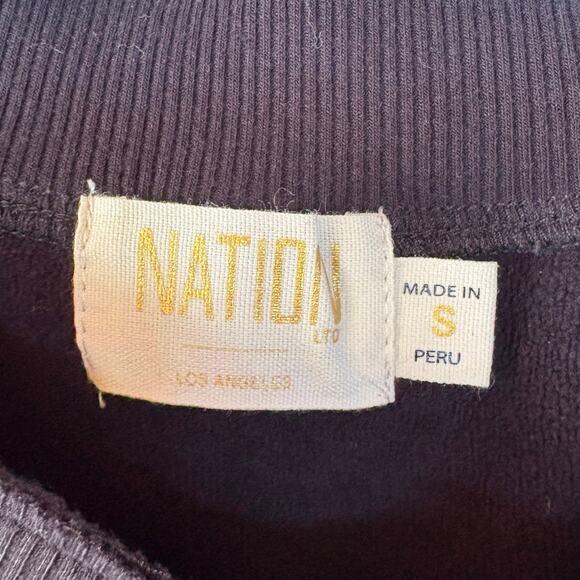 NATION
LTD
LOS ANGELES
MADE IN
S
PERU